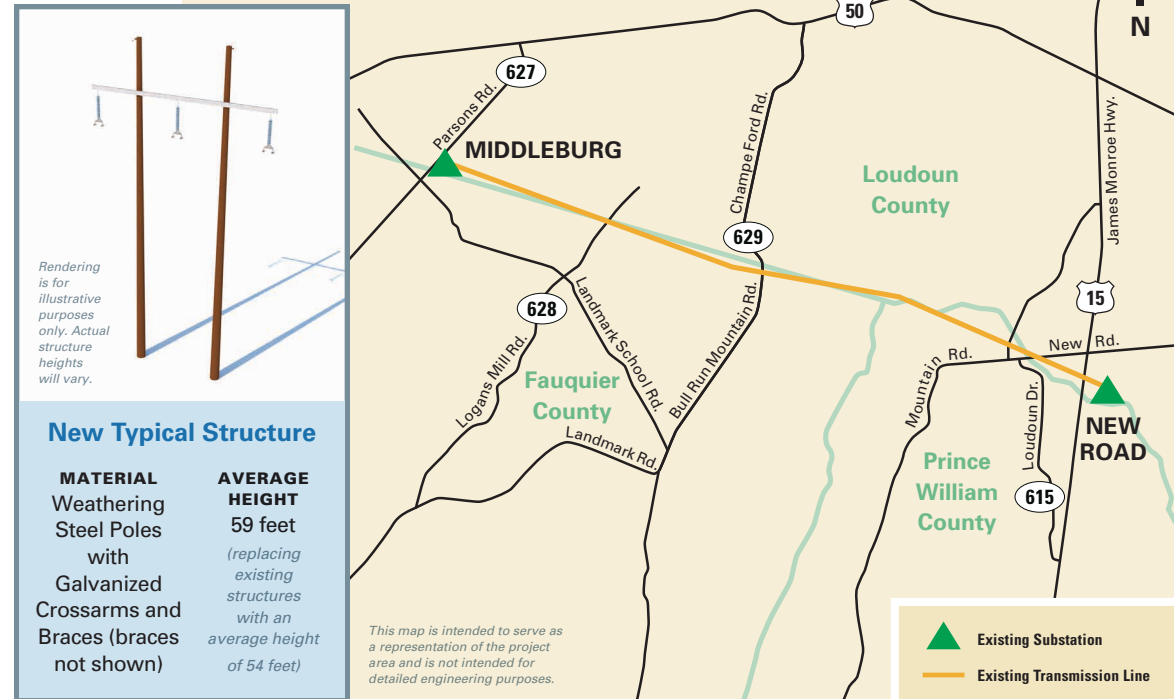 Rendering
is for
illustrative
purposes
only. Actual
structure
heights
will vary.
New Typical Structure
MATERIAL
Weathering
Steel Poles
with
Galvanized
Crossarms and
Braces (braces
not shown)
AVERAGE
HEIGHT
59 feet
(replacing
existing
structures
with an
average height
of 54 feet)
50
N
627
Parsons Rd.
MIDDLEBURG
Champe Ford Rd.
Loudoun
County
James Monroe Hwy.
629
15
628
Landmark School Rd.
Bull Run Mountain Rd.
Logans Mill Rd.
Fauquier
County
Landmark Rd.
Mountain Rd.
New Rd.
Loudoun Dr.
NEW
ROAD
Prince
William
County
615
This map is intended to serve as
a representation of the project
area and is not intended for
detailed engineering purposes.
Existing Substation
Existing Transmission Line